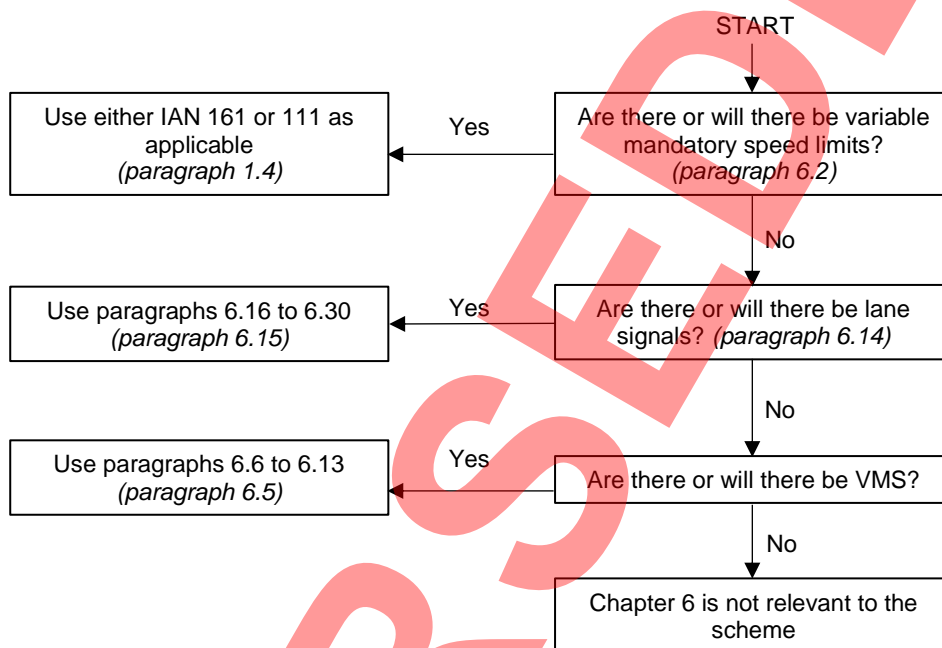 START
Use either IAN 161 or 111 as
applicable
(paragraph 1.4)
Yes
Are there or will there be variable
mandatory speed limits?
(paragraph 6.2)
No
Use paragraphs 6.16 to 6.30
(paragraph 6.15)
Yes
Are there or will there be lane
signals? (paragraph 6.14)
No
Use paragraphs 6.6 to 6.13
(paragraph 6.5)
Yes
Are there or will there be VMS?
No
Chapter 6 is not relevant to the
scheme
RSED